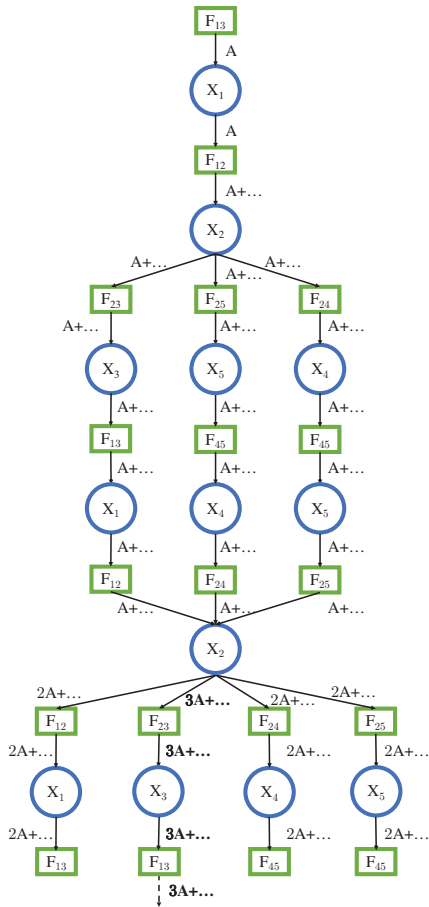 F₁₃
A
X₁
A
F₁₂
A+...
X₂
A+... A+... A+...
F₂₃ F₂₅ F₂₄
A+... A+... A+...
X₃ X₅ X₄
A+... A+... A+...
F₁₃ F₄₅ F₄₅
A+... A+... A+...
X₁ X₄ X₅
A+... A+... A+...
F₁₂ F₂₄ F₂₅
A+... A+... A+...
X₂
2A+... 3A+... 2A+... 2A+...
F₁₂ F₂₃ F₂₄ F₂₅
2A+... 3A+... 2A+... 2A+...
X₁ X₃ X₄ X₅
2A+... 3A+... 2A+... 2A+...
F₁₃ F₁₃ F₄₅ F₄₅
3A+...